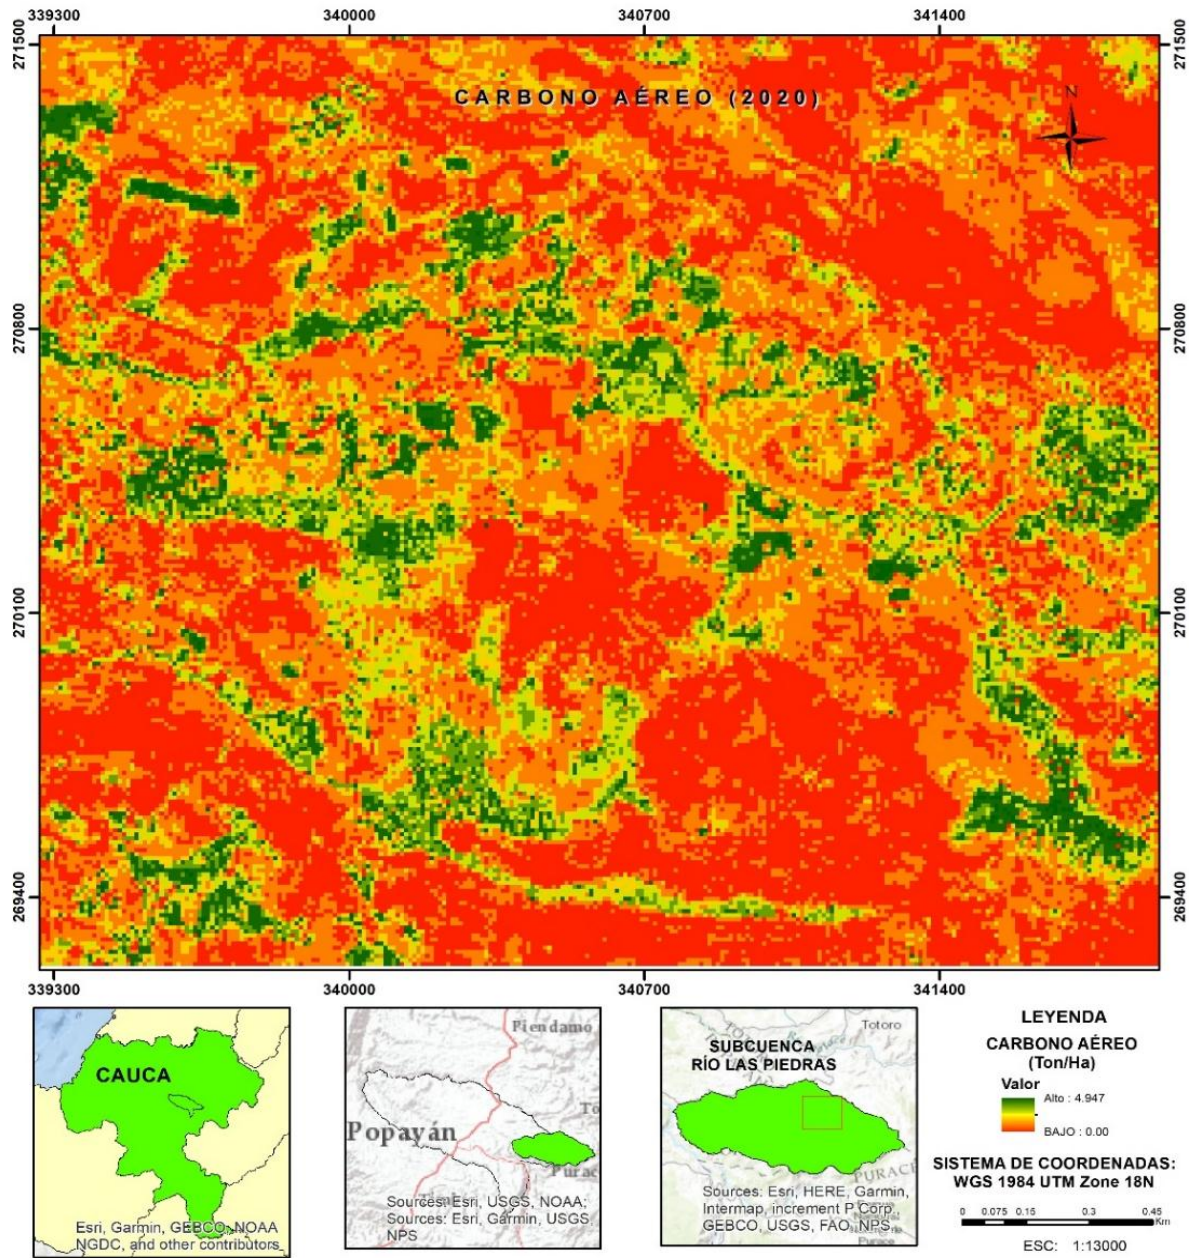 339300 340000 340700 341400
271500 271500
CARBONO AÉREO (2020)
N
270800 270800
270100 270100
269400 269400
339300 340000 340700 341400
CAUCA
Esri, Garmin, GEBCO, NOAA
NGDC, and other contributors
Piendamo
Popayán
Purac
Sources: Esri, USGS, NOAA;
Sources: Esri, Garmin, USGS
NPS
Totoro
SUBCUENCA
RÍO LAS PIEDRAS
PURACE
Sources: Esri, HERE, Garmin,
Intermap, increment P Corp
GEBCO, USGS, FAO, NPS
LEYENDA
CARBONO AÉREO
(Ton/Ha)
Valor
Alto : 4.947
BAJO : 0.00
SISTEMA DE COORDENADAS:
WGS 1984 UTM Zone 18N
0 0.075 0.15 0.3 0.45
Km
ESC: 1:13000